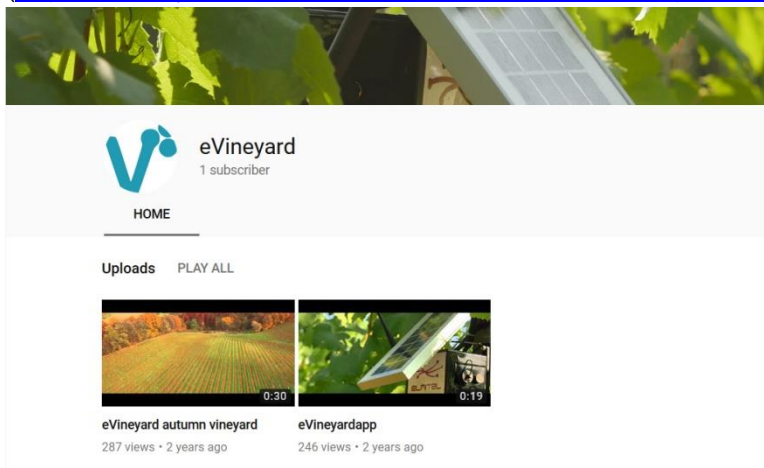 eVineyard
1 subscriber
HOME
Uploads PLAY ALL
0:30
ELMITEL
0:19
eVineyard autumn vineyard
eVineyardapp
287 views • 2 years ago
246 views • 2 years ago